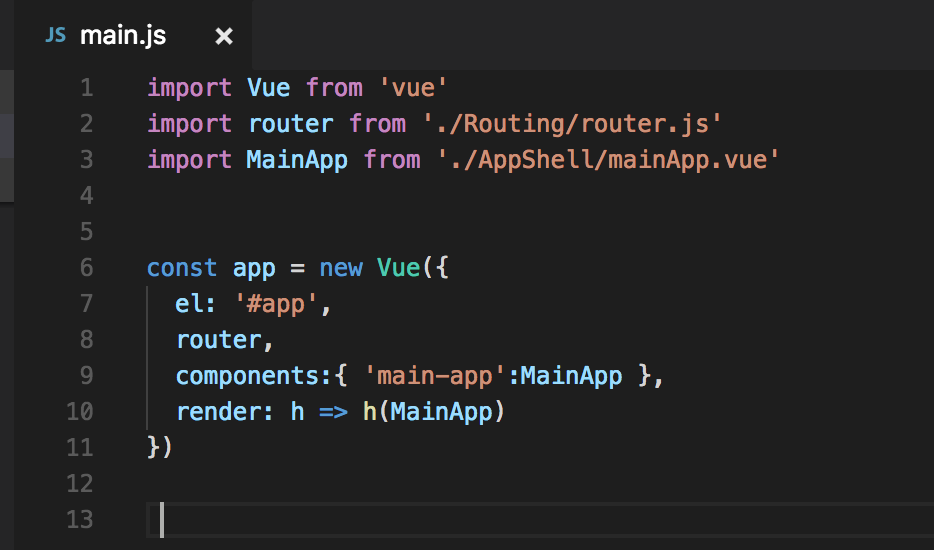 JS main.js ×
1 import Vue from 'vue'
2 import router from './Routing/router.js'
3 import MainApp from './AppShell/mainApp.vue'
4
5
6 const app = new Vue({
7   el: '#app',
8   router,
9   components:{ 'main-app':MainApp },
10   render: h => h(MainApp)
11 })
12
13